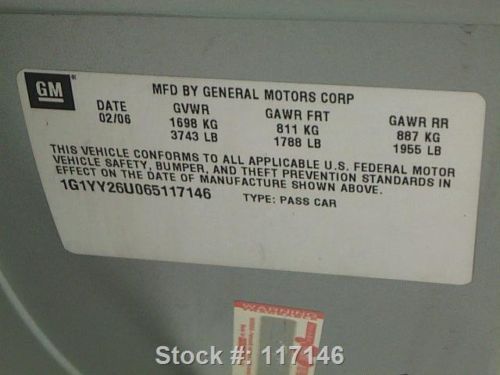 GM
MFD BY GENERAL MOTORS CORP
DATE GVWR GAWR FRT GAWR RR
02/06 1698 KG 811 KG 887 KG
3743 LB 1788 LB 1955 LB
THIS VEHICLE CONFORMS TO ALL APPLICABLE U.S. FEDERAL MOTOR
VEHICLE SAFETY, BUMPER, AND THEFT PREVENTION STANDARDS IN
EFFECT ON THE DATE OF MANUFACTURE SHOWN ABOVE.
1G1YY26U065117146 TYPE: PASS CAR
WARNING
Stock #: 117146